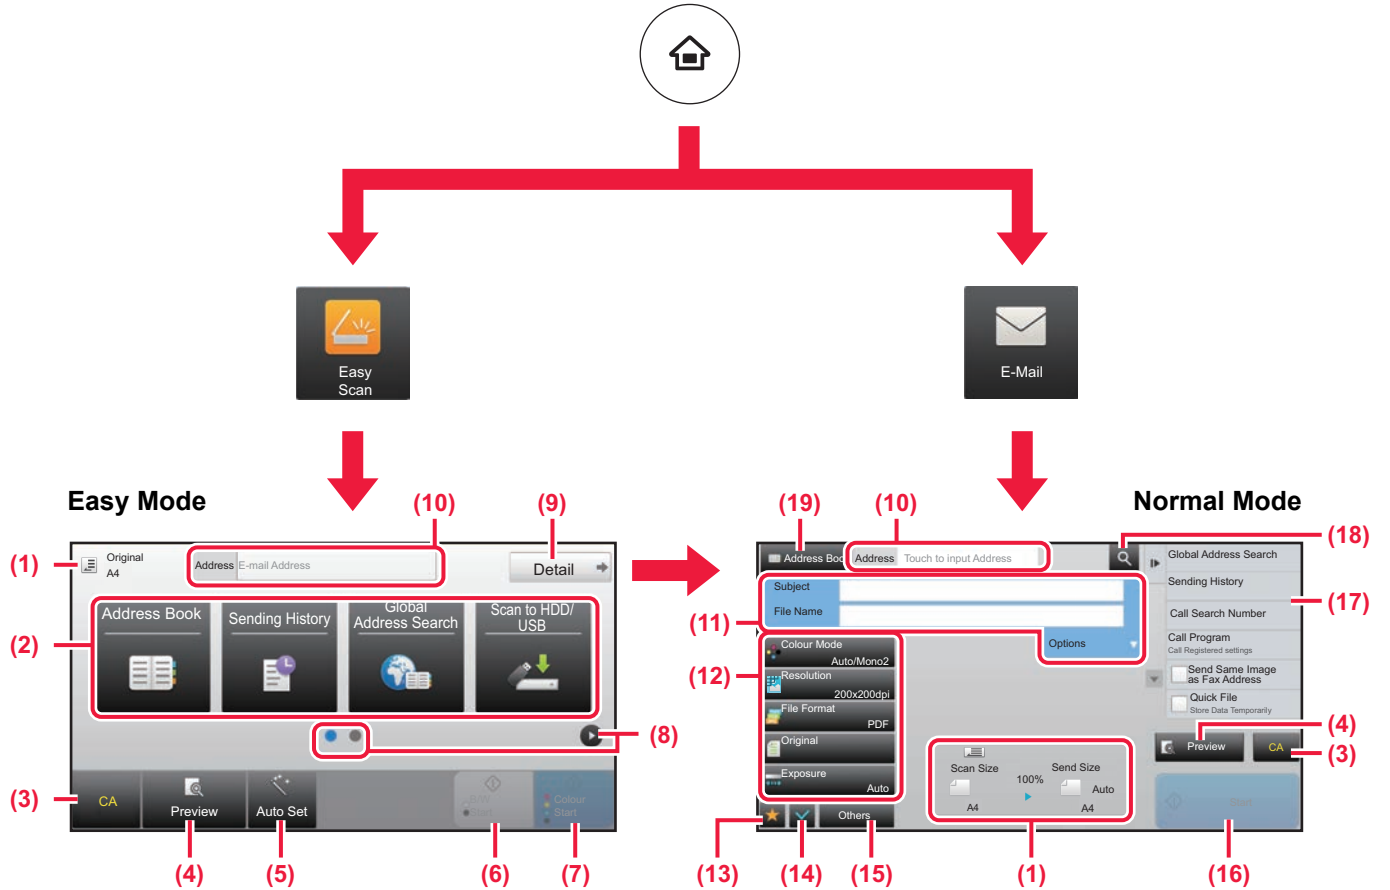 Easy
Scan
E-Mail
Easy Mode
Normal Mode
(10)
(9)
(19)
(10)
(18)
(1)
Original
A4
Address
E-mail Address
Detail
Address Book
Address
Touch to input Address
Global Address Search
Subject
File Name
Options
Sending History
(17)
Call Search Number
Call Program
Call Registered settings
Send Same Image
as Fax Address
Quick File
Store Data Temporarily
(2)
Address Book
Sending History
Global
Address Search
Scan to HDD/
USB
(11)
(12)
Colour Mode
Auto/Mono2
Resolution
200x200dpi
File Format
PDF
Original
Exposure
Auto
(8)
(4)
Preview
CA
(3)
Scan Size
100%
Send Size
Auto
A4
A4
(3)
CA
Preview
Auto Set
Colour
Start
Others
Start
(4)
(5)
(6)
(7)
(13)
(14)
(15)
(1)
(16)